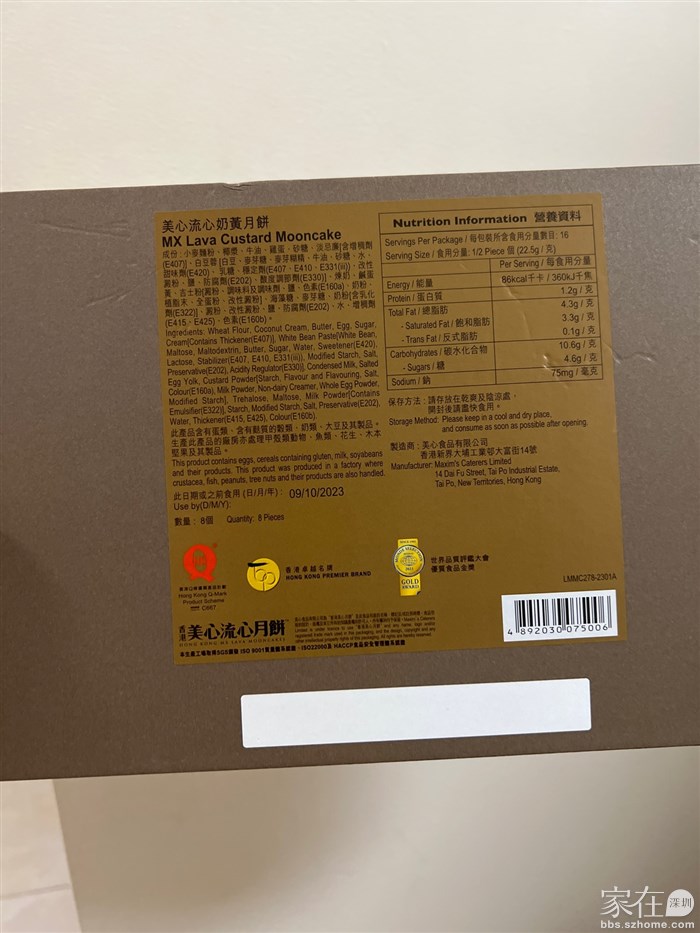 美心流心奶黃月餅
MX Lava Custard Mooncake
成份：小麥麵粉、椰漿、牛油、雞蛋、砂糖、淡忌廉[含增稠劑
(E407)]、白豆蓉[白豆、麥芽糖、麥芽糊精、牛油、砂糖、水、
甜味劑(E420)、乳糖、穩定劑(E407、E410、E331(iii))、改性
澱粉、鹽、防腐劑(E202)、酸度調節劑(E330)]、煉奶、鹹蛋
黃、吉士粉[澱粉、調味料及調味劑、鹽、色素(E160a)、奶粉、
植脂末、全蛋粉、改性澱粉]、海藻糖、麥芽糖、奶粉[含乳化
劑(E322)]、澱粉、改性澱粉、鹽、防腐劑(E202)、水、增稠劑
(E415、E425)、色素(E160b)。
Ingredients: Wheat Flour, Coconut Cream, Butter, Egg, Sugar,
Cream[Contains Thickener(E407)], White Bean Paste[White Bean,
Maltose, Maltodextrin, Butter, Sugar, Water, Sweetener(E420),
Lactose, Stabilizer(E407, E410, E331(iii)), Modified Starch, Salt,
Preservative(E202), Acidity Regulator(E330)], Condensed Milk, Salted
Egg Yolk, Custard Powder[Starch, Flavour and Flavouring, Salt,
Colour(E160a), Milk Powder, Non-dairy Creamer, Whole Egg Powder,
Modified Starch], Trehalose, Maltose, Milk Powder[Contains
Emulsifier(E322)], Starch, Modified Starch, Salt, Preservative(E202),
Water, Thickener(E415, E425), Colour(E160b).
此產品含有蛋類、含有麩質的穀類、奶類、大豆及其製品。
生產此產品的廠房亦處理甲殼類動物、魚類、花生、木本
堅果及其製品。
This product contains eggs, cereals containing gluten, milk, soyabeans
and their products. This product was produced in a factory where
crustacea, fish, peanuts, tree nuts and their products are also handled.
此日期或之前食用 (日/月/年)：
Use by(D/M/Y):
09/10/2023
數量：8個 Quantity: 8 Pieces
Nutrition Information 營養資料
Servings Per Package / 每包裝所含食用分量數目: 16
Serving Size / 食用分量: 1/2 Piece 個 (22.5g / 克)
Per Serving / 每食用分量
Energy / 能量 86kcal千卡 / 360kJ千焦
Protein / 蛋白質 1.2g / 克
Total Fat / 總脂肪 4.3g / 克
- Saturated Fat / 飽和脂肪 3.3g / 克
- Trans Fat / 反式脂肪 0.1g / 克
Carbohydrates / 碳水化合物 10.6g / 克
- Sugars / 糖 4.6g / 克
Sodium / 鈉 75mg / 毫克
保存方法：請存放在乾爽及陰涼處，
開封後請盡快食用。
Storage Method: Please keep in a cool and dry place,
and consume as soon as possible after opening.
製造商：美心食品有限公司
香港新界大埔工業邨大富街14號
Manufacturer: Maxim's Caterers Limited
14 Dai Fu Street, Tai Po Industrial Estate,
Tai Po, New Territories, Hong Kong
Hong Kong Q-Mark
Product Scheme
C867
香港卓越名牌
HONG KONG PREMIER BRAND
GOLD
AWARD
世界品質評鑑大會
優質食品金獎
LMMC278-2301A
香港 美心流心月餅
HONG KONG MX LAVA MOONCAKES
4 892030 075006
家在 深圳
bbs.szhome.com